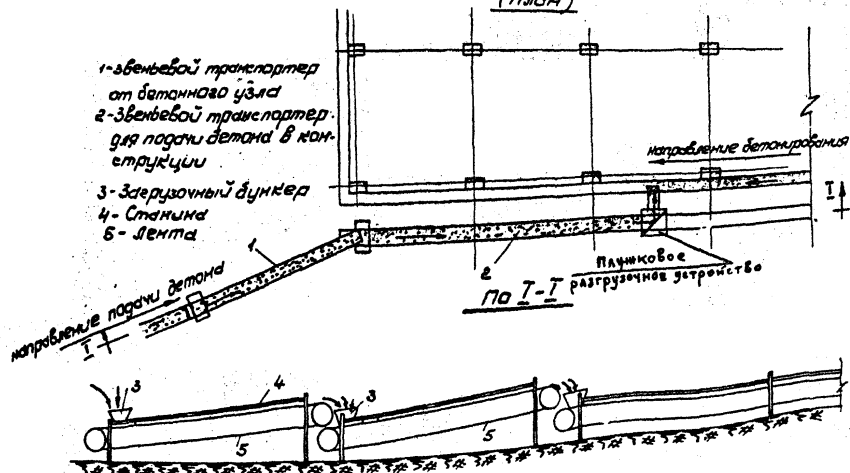 (план)
1-звеньевой транспортер
от бетонного узла
2-Звеньевой транспортер
для подачи бетона в кон-
струкции
3-Загрузочный бункер
4-Станина
5-лента
направление бетонирования
I
1
2
Плужковое
разгрузочное устройство
По I-I
направление подачи бетона
I
3
4
3
5
5